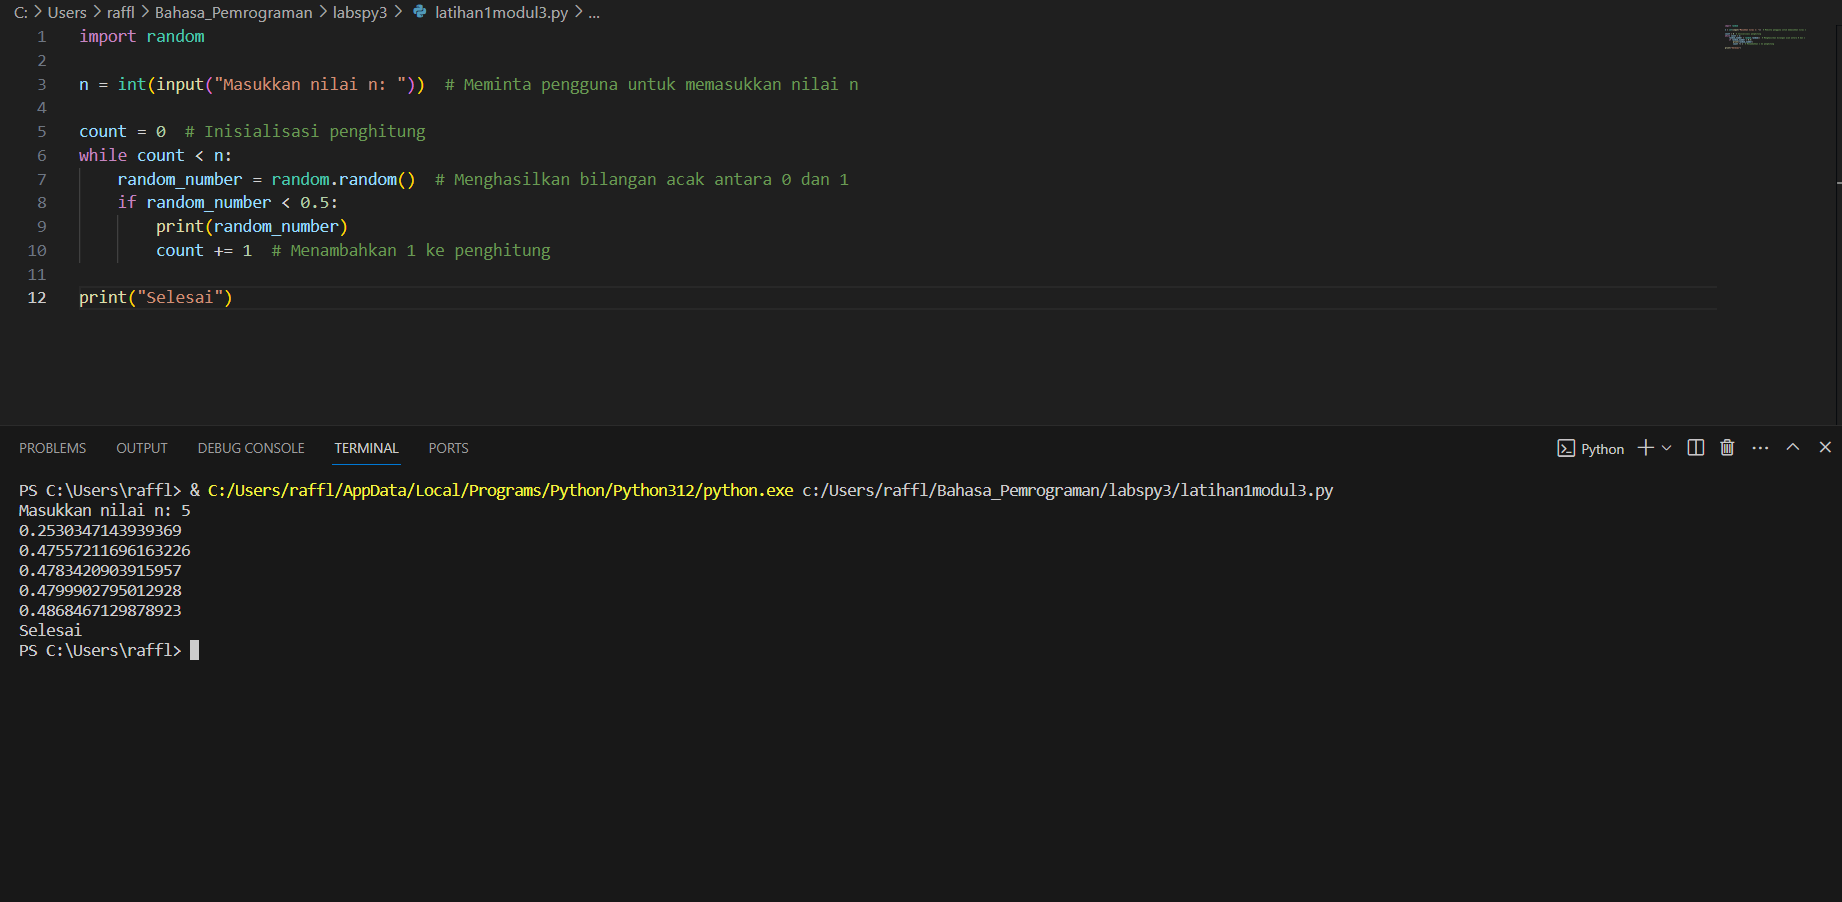 C: > Users > raffl > Bahasa_Pemrograman > labspy3 > latihan1modul3.py > ...
1 import random
2
3 n = int(input("Masukkan nilai n: "))  # Meminta pengguna untuk memasukkan nilai n
4
5 count = 0  # Inisialisasi penghitung
6 while count < n:
7     random_number = random.random()  # Menghasilkan bilangan acak antara 0 dan 1
8     if random_number < 0.5:
9         print(random_number)
10         count += 1  # Menambahkan 1 ke penghitung
11
12 print("Selesai")
PROBLEMS OUTPUT DEBUG CONSOLE TERMINAL PORTS Python
PS C:\Users\raffl> & C:/Users/raffl/AppData/Local/Programs/Python/Python312/python.exe c:/Users/raffl/Bahasa_Pemrograman/labspy3/latihan1modul3.py
Masukkan nilai n: 5
0.2530347143939369
0.47557211696163226
0.4783420903915957
0.4799902795012928
0.4868467129878923
Selesai
PS C:\Users\raffl>